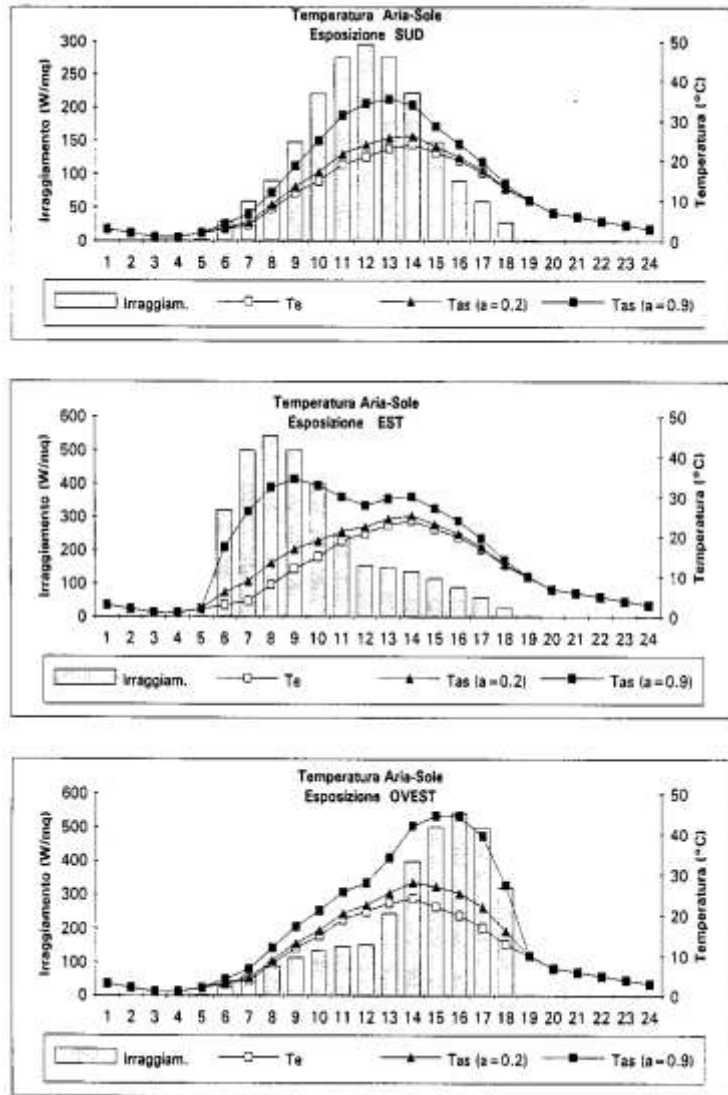 Temperatura Aria-Sole
Esposizione SUD
Irraggiamento (W/mq)
300
250
200
150
100
50
0
50
40
30
20
10
0
Temperatura (°C)
1 2 3 4 5 6 7 8 9 10 11 12 13 14 15 16 17 18 19 20 21 22 23 24
Irraggiam. Te Tas (a=0.2) Tas (a=0.9)
Temperatura Aria-Sole
Esposizione EST
Irraggiamento (W/mq)
600
500
400
300
200
100
0
50
40
30
20
10
0
Temperatura (°C)
1 2 3 4 5 6 7 8 9 10 11 12 13 14 15 16 17 18 19 20 21 22 23 24
Irraggiam. Te Tas (a=0.2) Tas (a=0.9)
Temperatura Aria-Sole
Esposizione OVEST
Irraggiamento (W/mq)
600
500
400
300
200
100
0
50
40
30
20
10
0
Temperatura (°C)
1 2 3 4 5 6 7 8 9 10 11 12 13 14 15 16 17 18 19 20 21 22 23 24
Irraggiam. Te Tas (a=0.2) Tas (a=0.9)